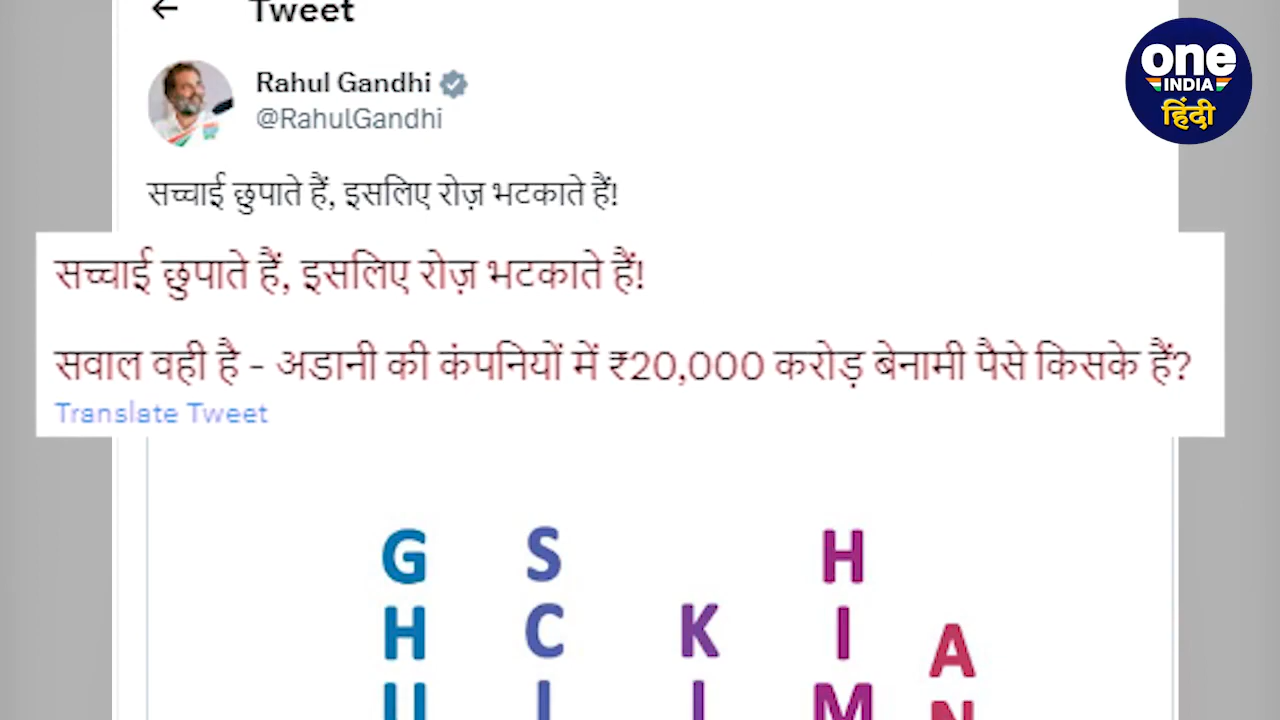 Tweet
one
INDIA
हिंदी
Rahul Gandhi
@RahulGandhi
सच्चाई छुपाते हैं, इसलिए रोज़ भटकाते हैं!
सच्चाई छुपाते हैं, इसलिए रोज़ भटकाते हैं!
सवाल वही है - अडानी की कंपनियों में ₹20,000 करोड़ बेनामी पैसे किसके हैं?
Translate Tweet
G S H
H C K I A